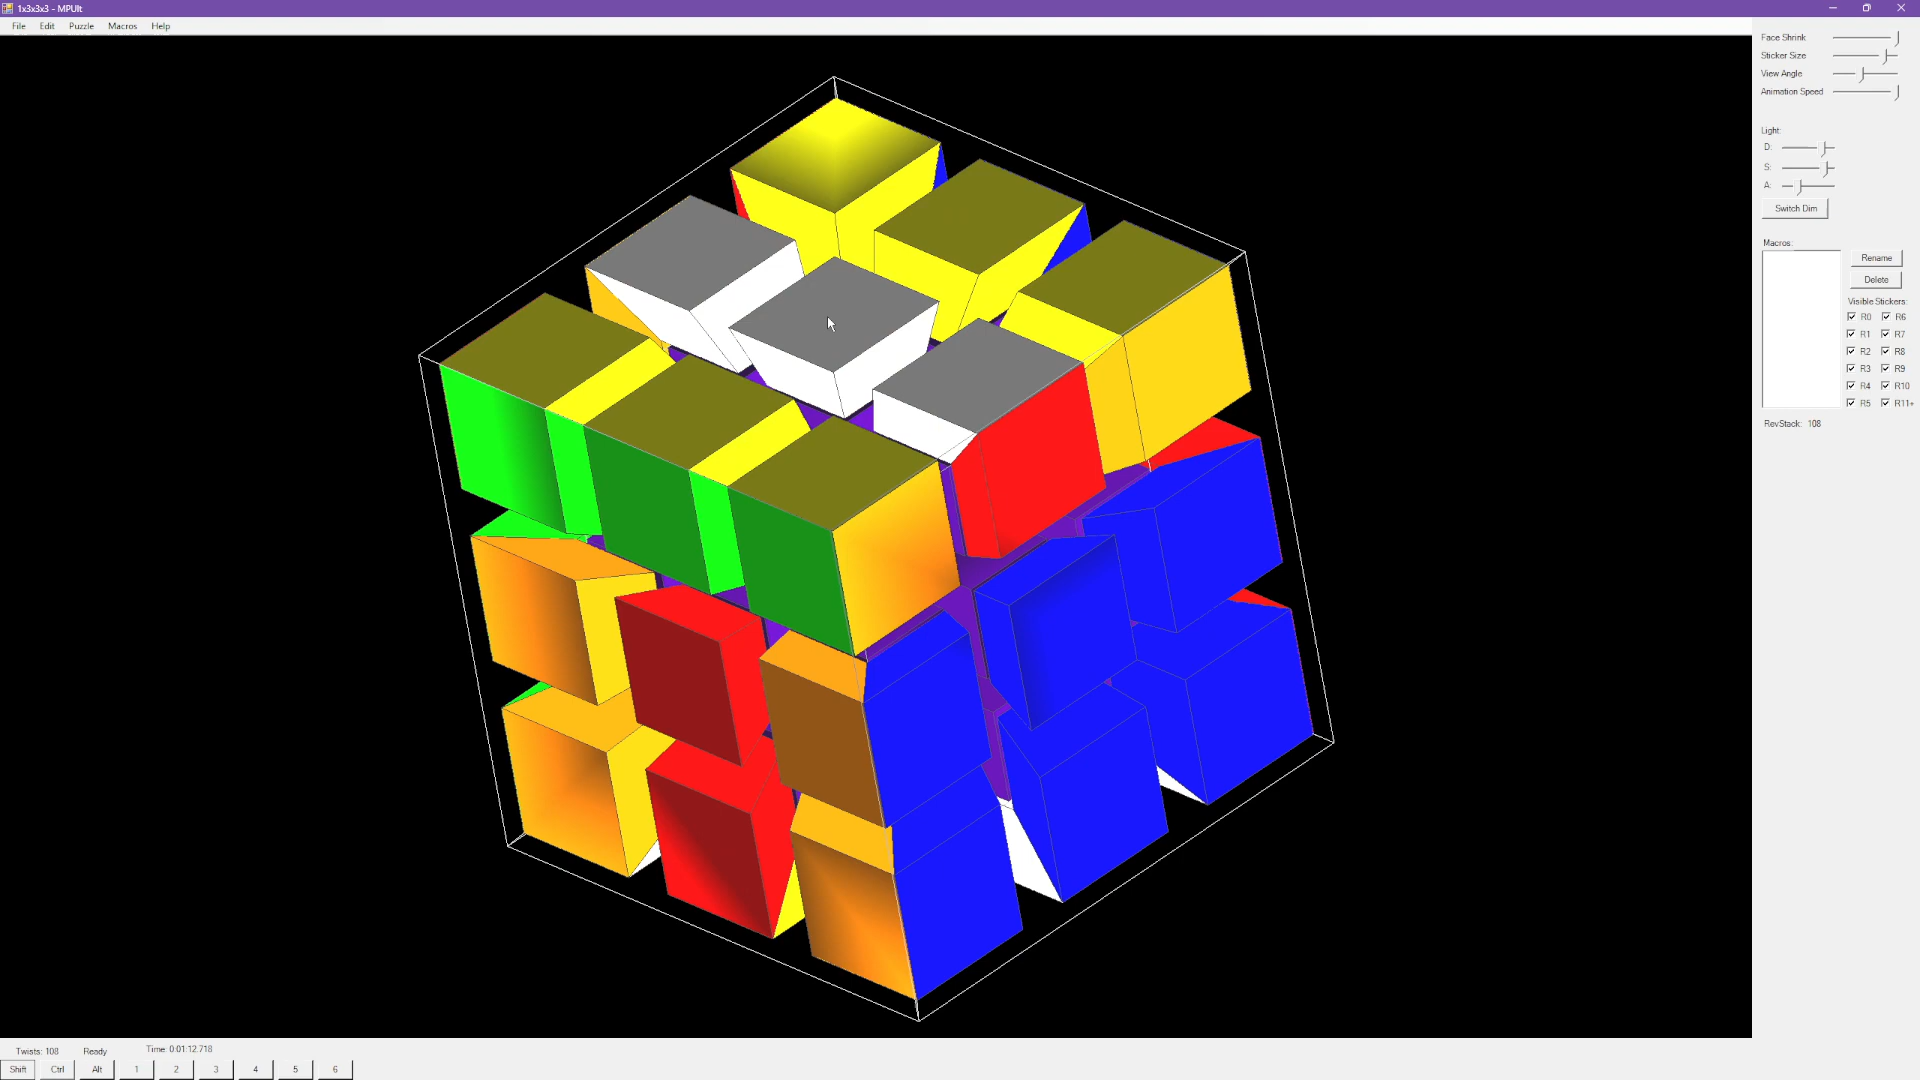 1x3x3x3 - MPUlt
File Edit Puzzle Macros Help
Face Shrink
Sticker Size
View Angle
Animation Speed
Light:
D:
S:
A:
Switch Dim
Macros:
Rename
Delete
Visible Stickers:
R0 R6
R1 R7
R2 R8
R3 R9
R4 R10
R5 R11+
RevStack: 108
Twists: 108 Ready Time: 0:01:12.718
Shift Ctrl Alt 1 2 3 4 5 6